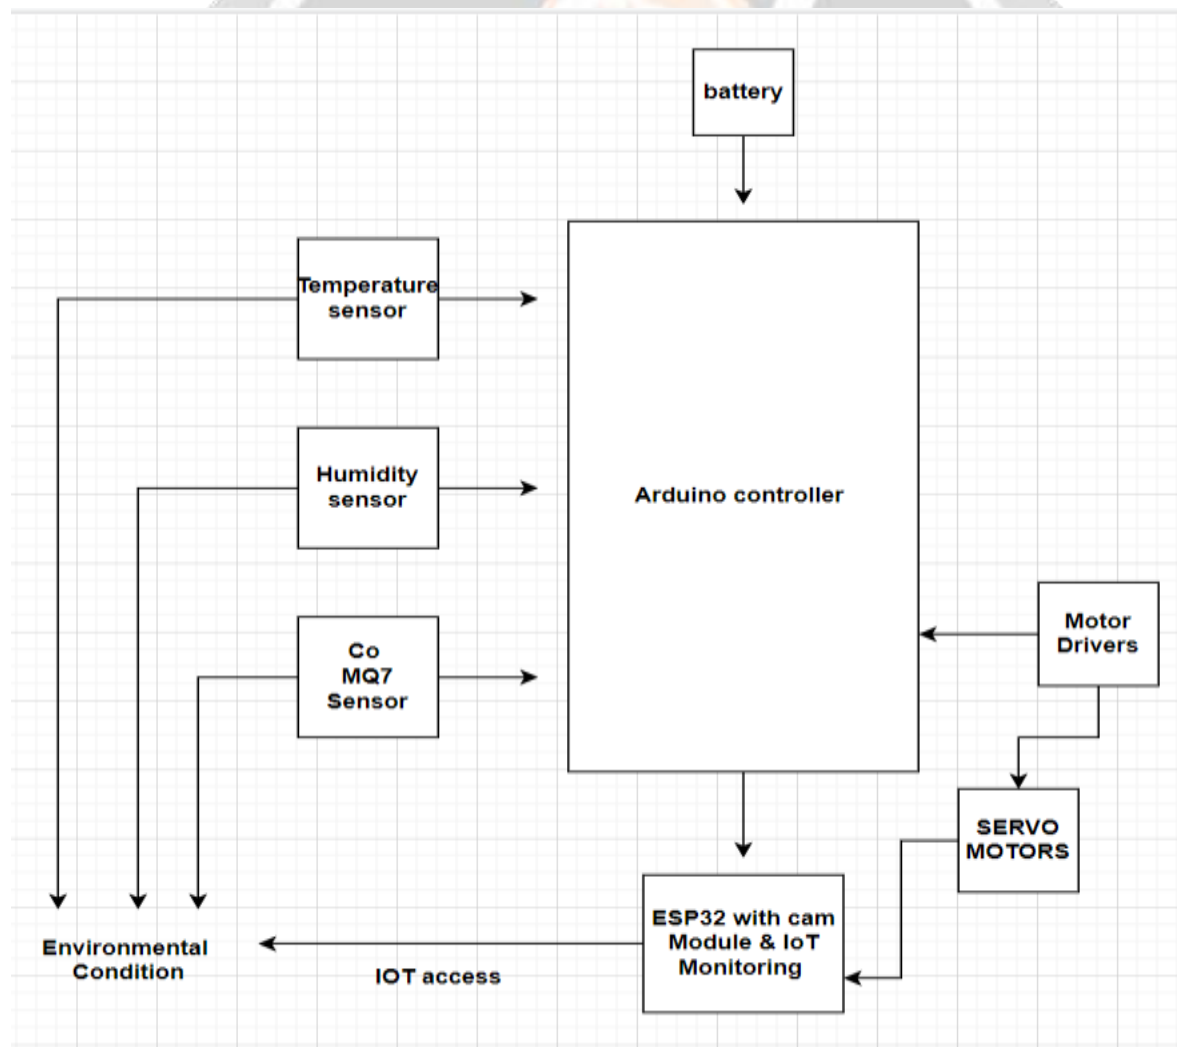 battery
Temperature
sensor
Humidity
sensor
Arduino controller
Co
MQ7
Sensor
Motor
Drivers
SERVO
MOTORS
ESP32 with cam
Module & IoT
Monitoring
Environmental
Condition
IOT access